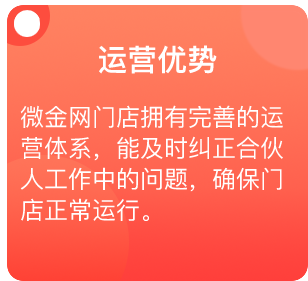 运营优势
微金网门店拥有完善的运
营体系，能及时纠正合伙
人工作中的问题，确保门
店正常运行。